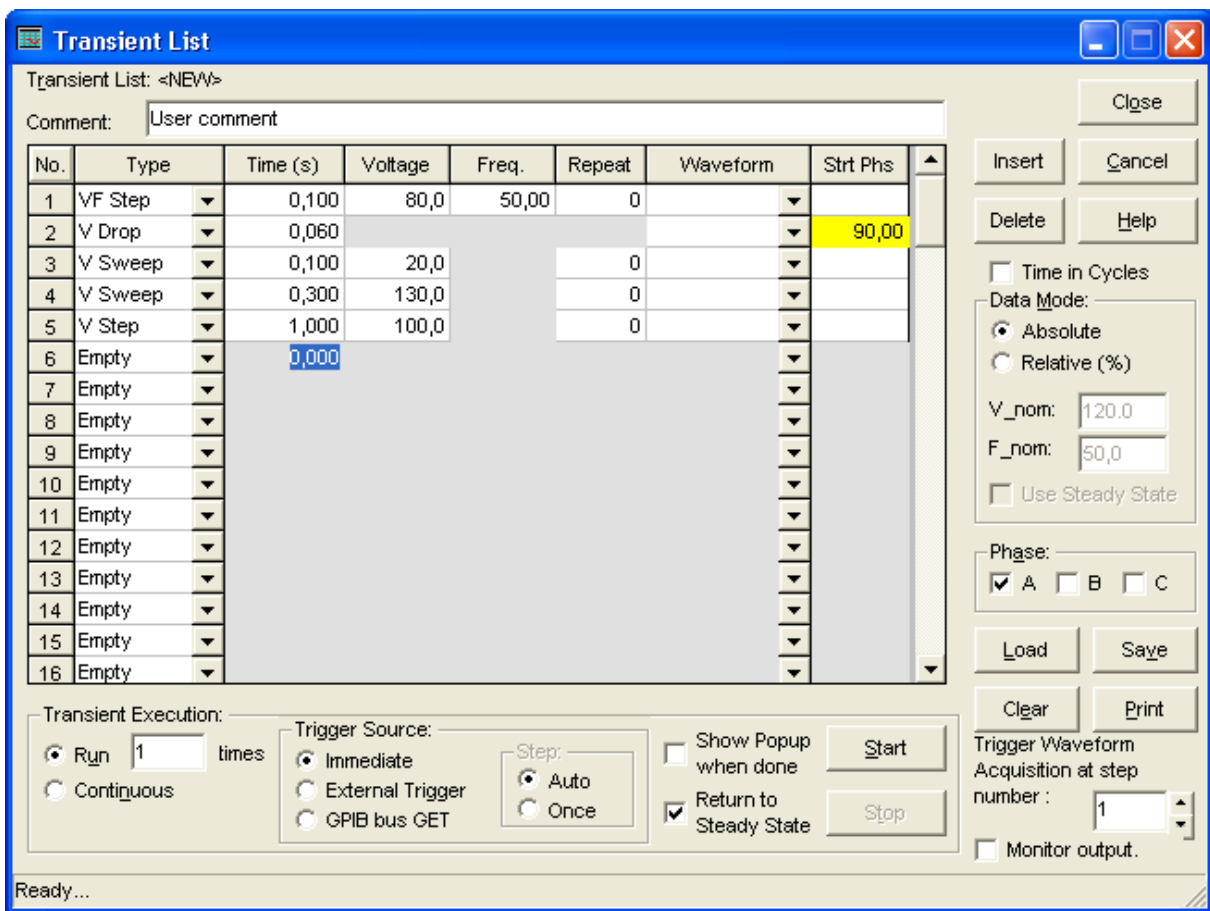 Transient List
Transient List: <NEW>
Close
Comment: User comment
No. Type Time (s) Voltage Freq. Repeat Waveform Strt Phs
Insert Cancel
1 VF Step 0,100 80,0 50,00 0
2 V Drop 0,060 90,00
Delete Help
3 V Sweep 0,100 20,0 0
Time in Cycles
4 V Sweep 0,300 130,0 0
Data Mode:
5 V Step 1,000 100,0 0
Absolute
6 Empty 0,000
Relative (%)
7 Empty
8 Empty
V_nom: 120.0
9 Empty
F_nom: 50,0
10 Empty
Use Steady State
11 Empty
12 Empty
Phase:
13 Empty
A B C
14 Empty
15 Empty
Load Save
16 Empty
Clear Print
Transient Execution:
Run 1 times
Continuous
Trigger Source:
Immediate
External Trigger
GPIB bus GET
Step:
Auto
Once
Show Popup
when done
Return to
Steady State
Start
Stop
Trigger Waveform
Acquisition at step
number : 1
Monitor output.
Ready...